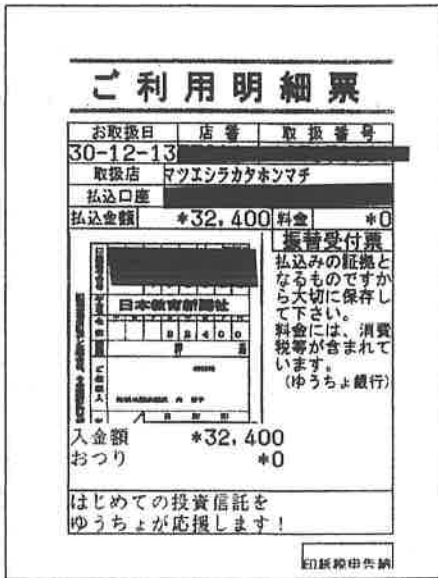 ご利用明細票
お取扱日 店番 取扱番号
30-12-13
取扱店 マツエシラカタホンマチ
払込口座
払込金額 *32,400 料金 *0
振替受付票
払込みの証拠と
なるものですか
ら大切に保存し
て下さい。
料金には、消費
税等が含まれて
います。
(ゆうちょ銀行)
日本教育新聞社
32400
入金額 *32,400
おつり *0
はじめての投資信託を
ゆうちょが応援します!
印紙税申告納